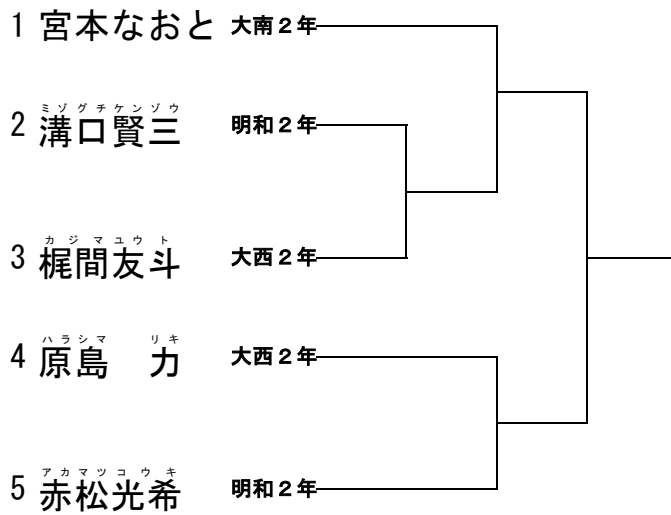 1 宮本なおと 大南２年
ミゾグチケンゾウ
2 溝口賢三 明和２年
カジマユウト
3 梶間友斗 大西２年
ハラシマ リキ
4 原島 力 大西２年
アカマツコウキ
5 赤松光希 明和２年